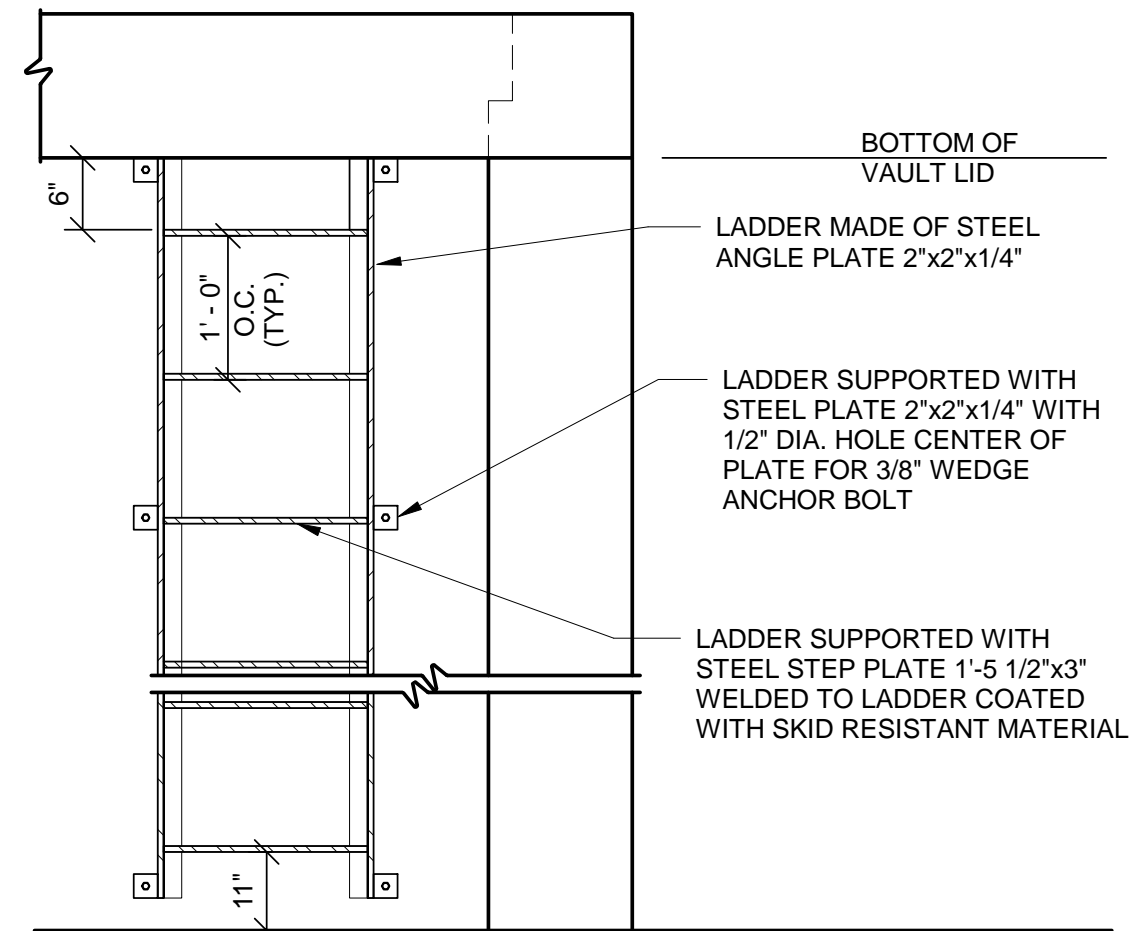 BOTTOM OF
VAULT LID
6"
LADDER MADE OF STEEL
ANGLE PLATE 2"x2"x1/4"
1' - 0"
O.C.
(TYP.)
LADDER SUPPORTED WITH
STEEL PLATE 2"x2"x1/4" WITH
1/2" DIA. HOLE CENTER OF
PLATE FOR 3/8" WEDGE
ANCHOR BOLT
LADDER SUPPORTED WITH
STEEL STEP PLATE 1'-5 1/2"x3"
WELDED TO LADDER COATED
WITH SKID RESISTANT MATERIAL
11"